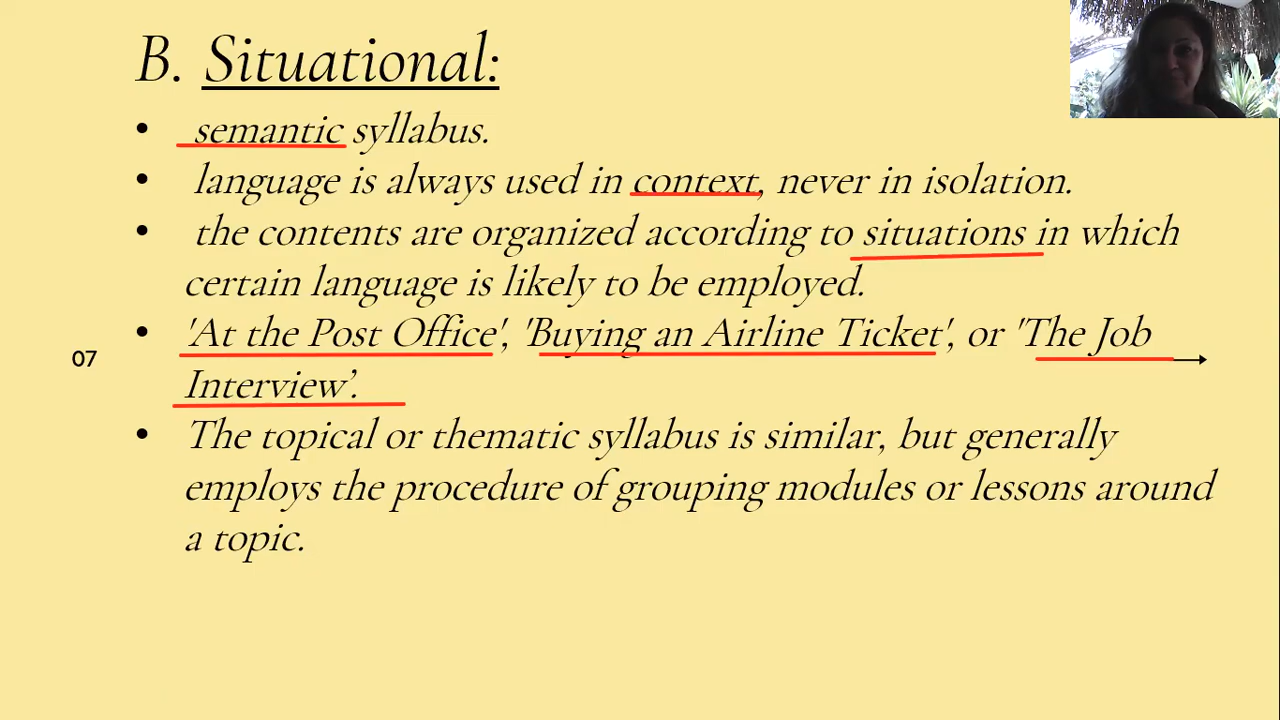 B. Situational:
• semantic syllabus.
• language is always used in context, never in isolation.
• the contents are organized according to situations in which
certain language is likely to be employed.
• 'At the Post Office', 'Buying an Airline Ticket', or 'The Job
07
Interview’.
• The topical or thematic syllabus is similar, but generally
employs the procedure of grouping modules or lessons around
a topic.